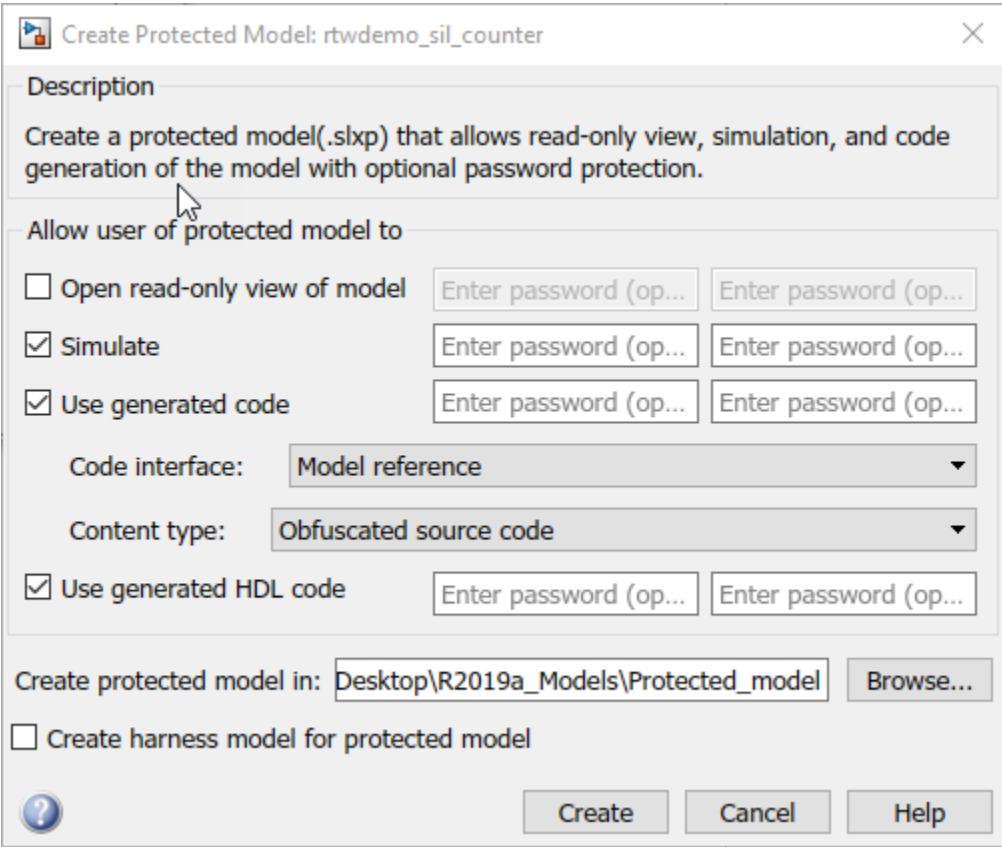 Create Protected Model: rtwdemo_sil_counter
Description
Create a protected model(.slxp) that allows read-only view, simulation, and code
generation of the model with optional password protection.
Allow user of protected model to
Open read-only view of model Enter password (op... Enter password (op...
Simulate Enter password (op... Enter password (op...
Use generated code Enter password (op... Enter password (op...
Code interface: Model reference
Content type: Obfuscated source code
Use generated HDL code Enter password (op... Enter password (op...
Create protected model in: Desktop\R2019a_Models\Protected_model Browse...
Create harness model for protected model
? Create Cancel Help